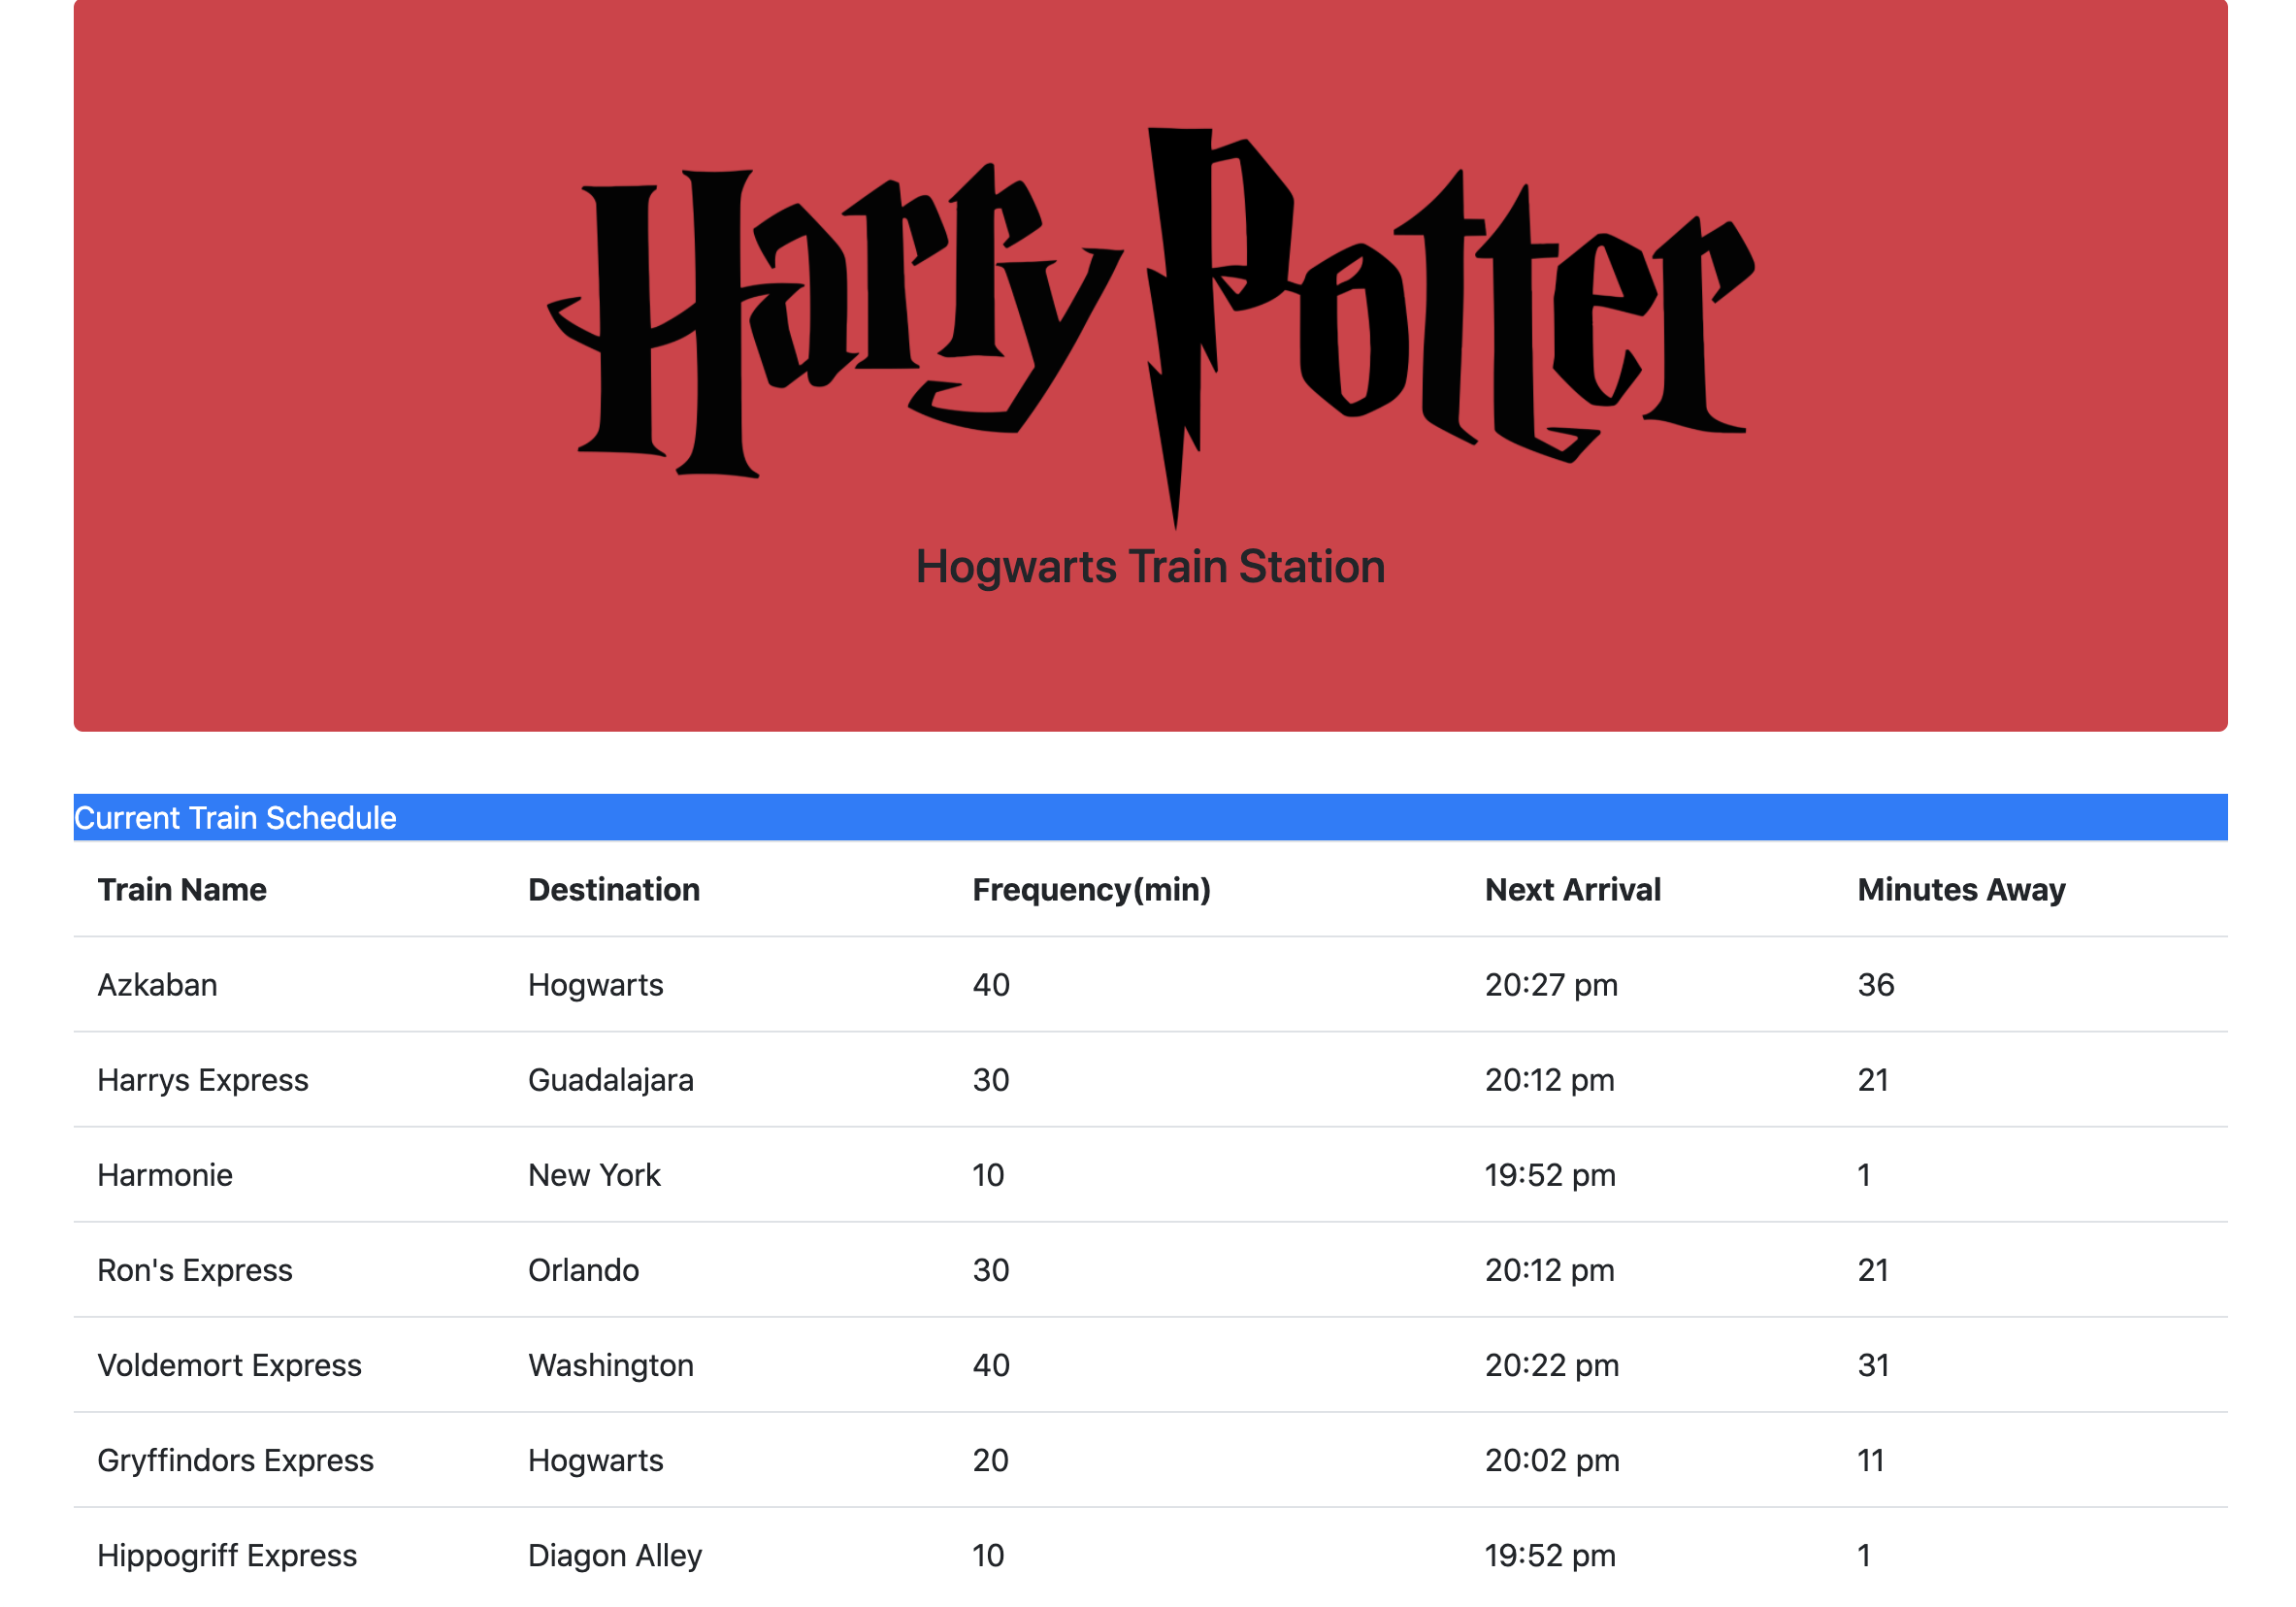 Harry Potter
Hogwarts Train Station
Current Train Schedule
Train Name Destination Frequency(min) Next Arrival Minutes Away
Azkaban Hogwarts 40 20:27 pm 36
Harrys Express Guadalajara 30 20:12 pm 21
Harmonie New York 10 19:52 pm 1
Ron's Express Orlando 30 20:12 pm 21
Voldemort Express Washington 40 20:22 pm 31
Gryffindors Express Hogwarts 20 20:02 pm 11
Hippogriff Express Diagon Alley 10 19:52 pm 1